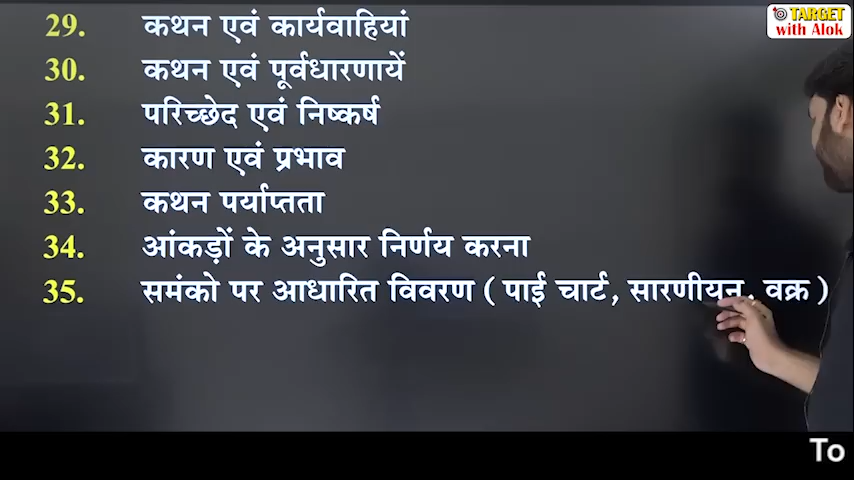 TARGET
with Alok
29. कथन एवं कार्यवाहियां
30. कथन एवं पूर्वधारणायें
31. परिच्छेद एवं निष्कर्ष
32. कारण एवं प्रभाव
33. कथन पर्याप्तता
34. आंकड़ों के अनुसार निर्णय करना
35. समंको पर आधारित विवरण ( पाई चार्ट, सारणीयन, वक्र )
To